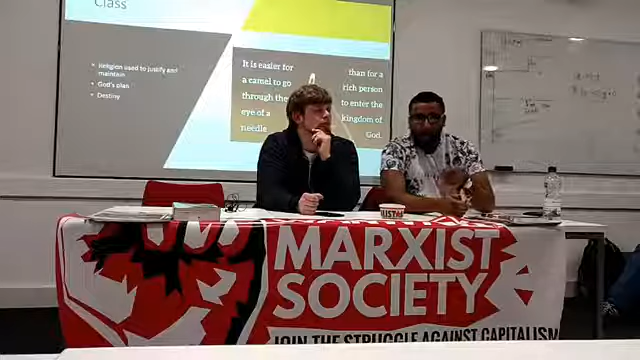 Class
• Religion used to justify and
maintain
• God's plan
• Destiny
It is easier for
a camel to go
through the
eye of a
needle
than for a
rich person
to enter the
kingdom of
God.
MARXIST
SOCIETY
JOIN THE STRUGGLE AGAINST CAPITALISM